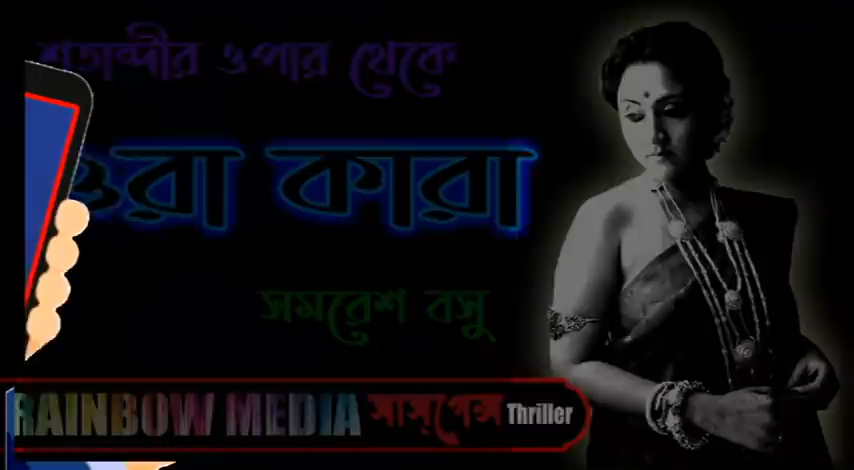 শতাব্দীর ওপার থেকে
ওরা কারা
সমরেশ বসু
RAINBOW MEDIA সাসপেন্স Thriller